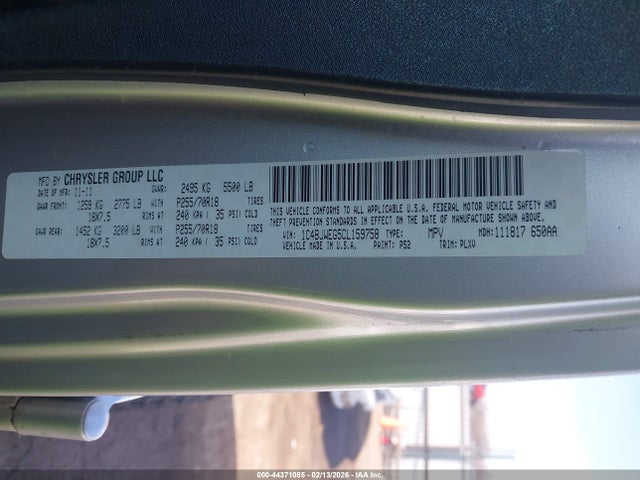 MFD BY CHRYSLER GROUP LLC
DATE OF MFR: 11-11 GVWR: 2495 KG 5500 LB
GAWR FRONT: 1259 KG 2775 LB P255/70R18 TIRES
18X7.5 RIMS AT 240 KPA ( 35 PSI) COLD
GAWR REAR: 1452 KG 3200 LB P255/70R18 TIRES
18X7.5 RIMS AT 240 KPA ( 35 PSI) COLD
THIS VEHICLE CONFORMS TO ALL APPLICABLE U.S.A. FEDERAL MOTOR VEHICLE SAFETY AND
THEFT PREVENTION STANDARDS IN EFFECT ON THE DATE OF MANUFACTURE SHOWN ABOVE.
VIN: 1C4BJWEG5CL159758 TYPE: MPV MDH: 111817 650AA
VEHICLE MADE IN U.S.A. PAINT: PS2 TRIM: PLXV
000-44371085 - 02/13/2026 - IAA Inc.